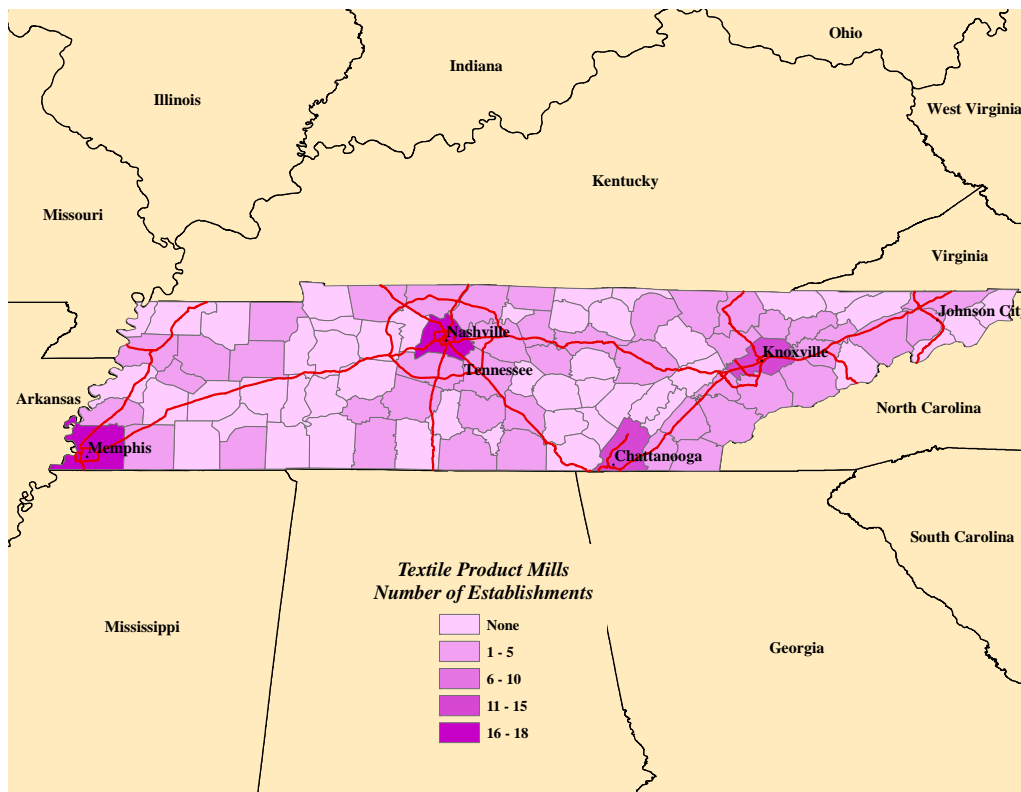 Ohio
Indiana
Illinois
West Virginia
Kentucky
Missouri
Virginia
Johnson Cit
Nashville
Knoxville
Tennessee
Arkansas
North Carolina
Memphis
Chattanooga
South Carolina
Textile Product Mills
Number of Establishments
None
1 - 5
6 - 10
11 - 15
16 - 18
Mississippi
Georgia